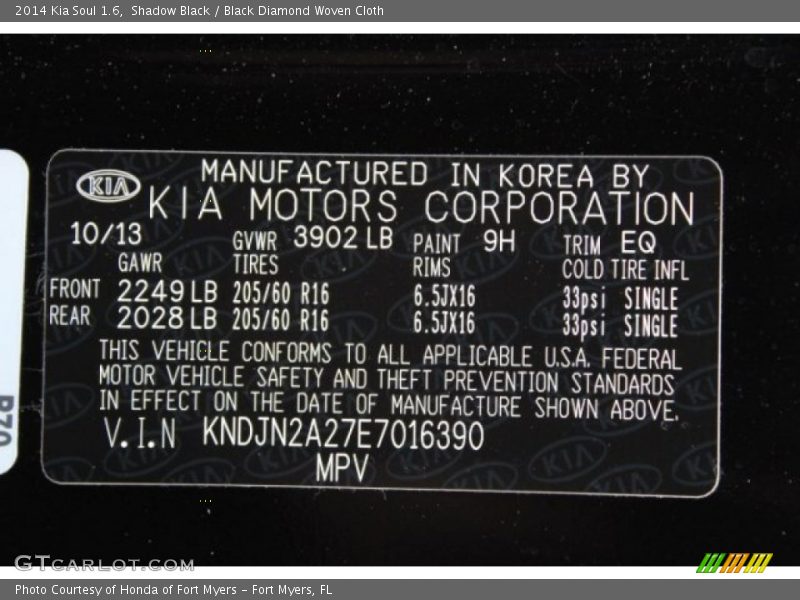 2014 Kia Soul 1.6,  Shadow Black / Black Diamond Woven Cloth
MANUFACTURED IN KOREA BY
KIA KIA MOTORS CORPORATION
10/13 GVWR 3902 LB PAINT 9H TRIM EQ
GAWR TIRES RIMS COLD TIRE INFL
FRONT 2249 LB 205/60 R16 6.5JX16 33psi SINGLE
REAR 2028 LB 205/60 R16 6.5JX16 33psi SINGLE
THIS VEHICLE CONFORMS TO ALL APPLICABLE U.S.A. FEDERAL
MOTOR VEHICLE SAFETY AND THEFT PREVENTION STANDARDS
IN EFFECT ON THE DATE OF MANUFACTURE SHOWN ABOVE.
V.I.N KNDJN2A27E7016390
MPV
GTCARLOT.COM
Photo Courtesy of Honda of Fort Myers – Fort Myers, FL